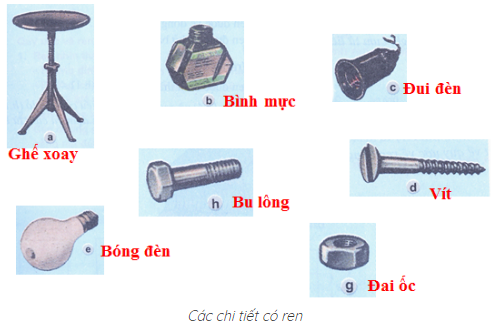 a
Ghế xoay
b
Bình mực
c
Đui đèn
h
Bu lông
d
Vít
e
Bóng đèn
g
Đai ốc
Các chi tiết có ren